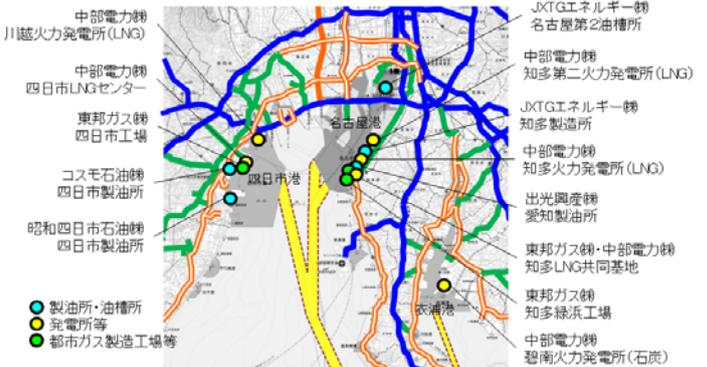 中部電力㈱
川越火力発電所(LNG)
中部電力㈱
四日市LNGセンター
東邦ガス㈱
四日市工場
コスモ石油㈱
四日市製油所
昭和四日市石油㈱
四日市製油所
製油所・油槽所
発電所等
都市ガス製造工場等
名古屋港
四日市港
衣浦港
JXTGエネルギー㈱
名古屋第2油槽所
中部電力㈱
知多第二火力発電所(LNG)
JXTGエネルギー㈱
知多製造所
中部電力㈱
知多火力発電所(LNG)
出光興産㈱
愛知製油所
東邦ガス㈱・中部電力㈱
知多LNG共同基地
東邦ガス㈱
知多緑浜工場
中部電力㈱
碧南火力発電所(石炭)